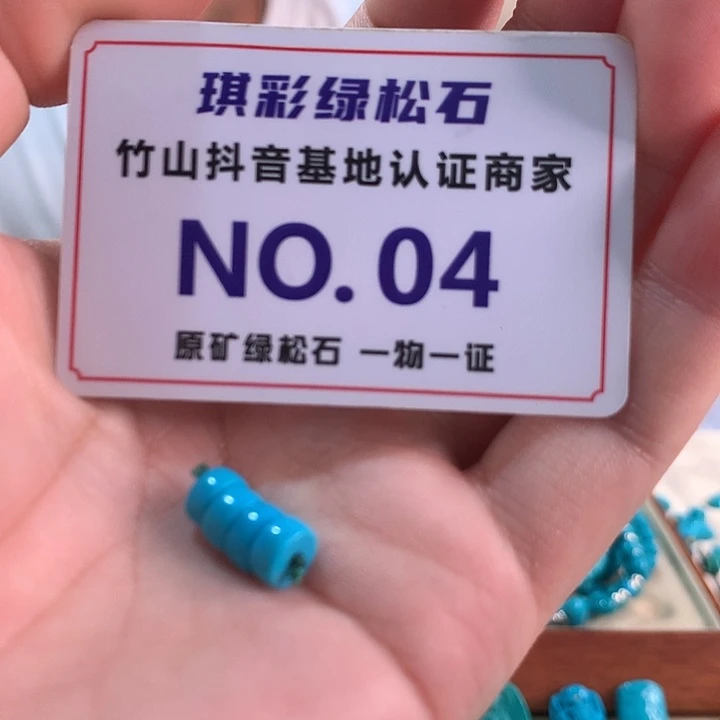 琪彩绿松石
竹山抖音基地认证商家
NO.04
原矿绿松石 一物一证